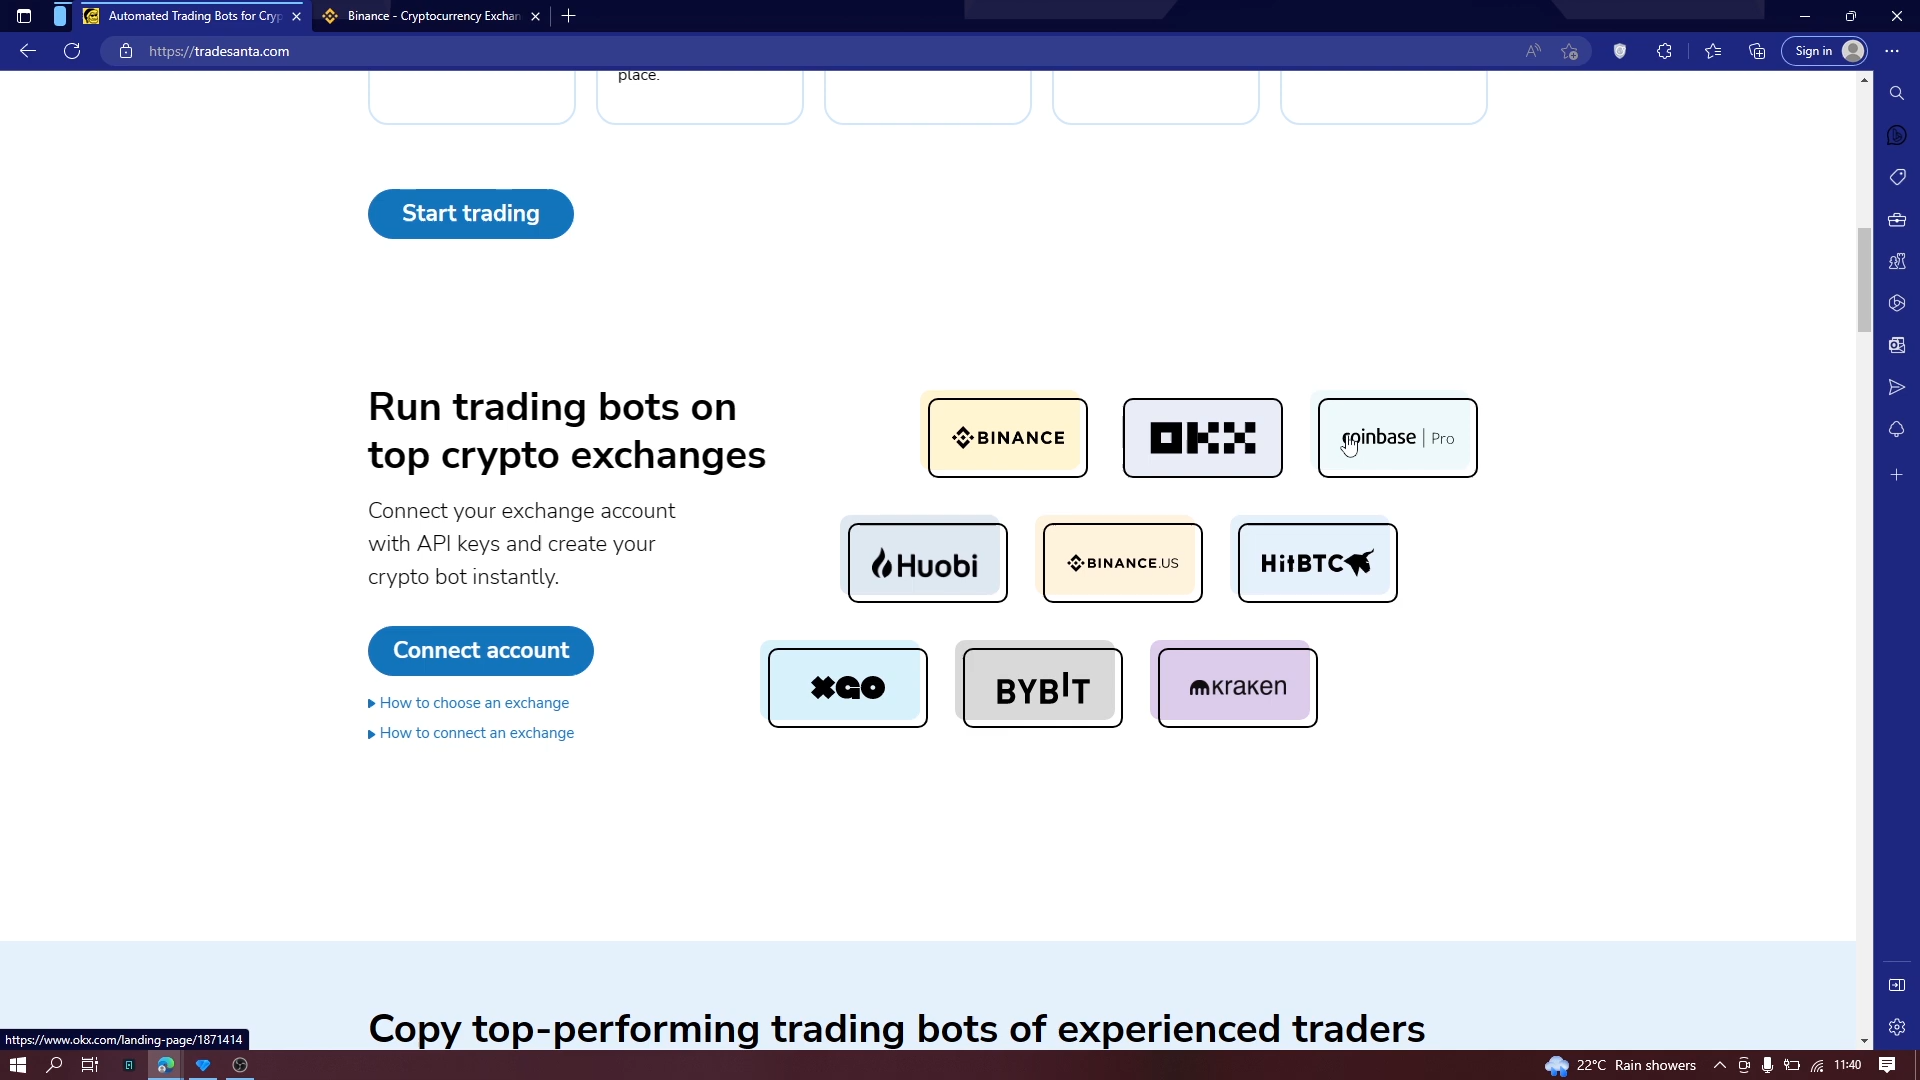 Automated Trading Bots for Cryp
Binance - Cryptocurrency Exchan
https://tradesanta.com
Sign in
place.
Start trading
Run trading bots on
top crypto exchanges
Connect your exchange account
with API keys and create your
crypto bot instantly.
Connect account
How to choose an exchange
How to connect an exchange
BINANCE
OKX
coinbase | Pro
Huobi
BINANCE.US
HitBTC
XGO
BYBIT
kraken
Copy top-performing trading bots of experienced traders
https://www.okx.com/landing-page/1871414
22°C Rain showers
11:40